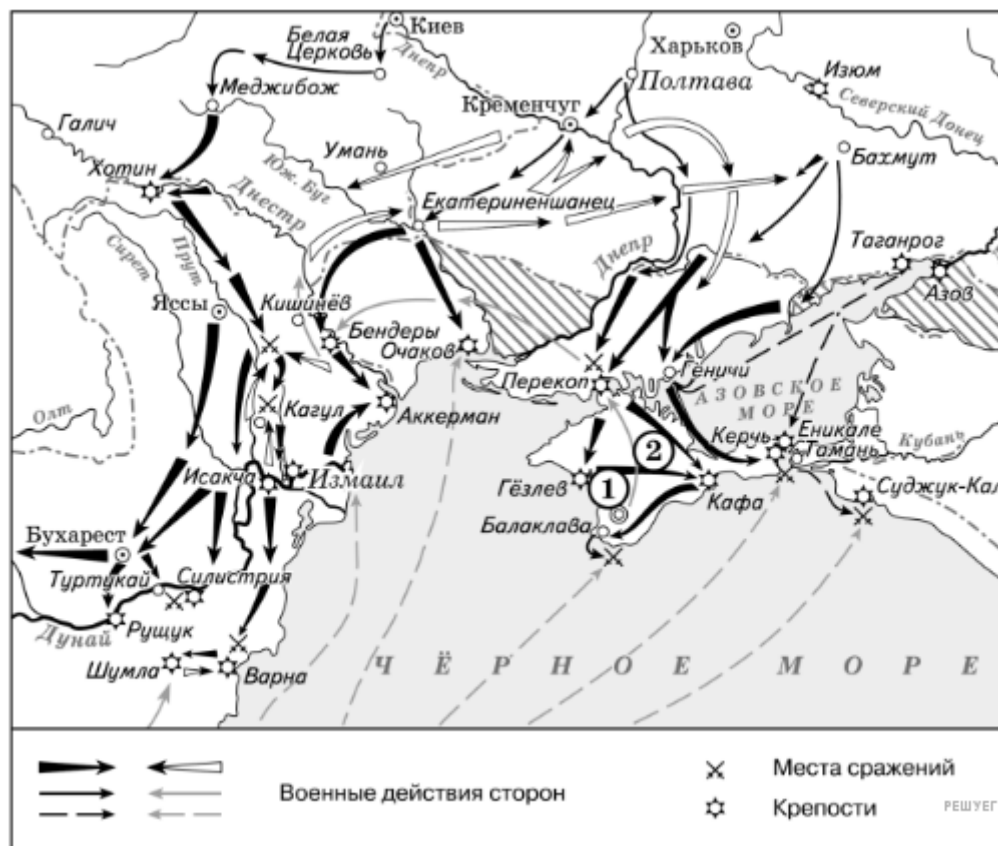 Киев
Белая
Церковь
Днепр
Харьков
Полтава
Изюм
Северский Донец
Меджибож
Кременчуг
Галич
Умань
Бахмут
Хотин
Юж. Буг
Днестр
Екатериненшанец
Сирет
Прут
Днепр
Таганрог
Азов
Яссы
Кишинёв
Бендеры
Очаков
Перекоп
Геничи
АЗОВСКОЕ
МОРЕ
Олт
Кагул
Аккерман
Керчь
Еникале
Тамань
Кубань
2
1
Исакча
Измаил
Гёзлев
Кафа
Суджук-Кал
Балаклава
Бухарест
Туртукай
Силистрия
Дунай
Рущук
Шумла
Варна
ЧЁРНОЕ МОРЕ
Военные действия сторон
Места сражений
Крепости
РЕШУЕГ